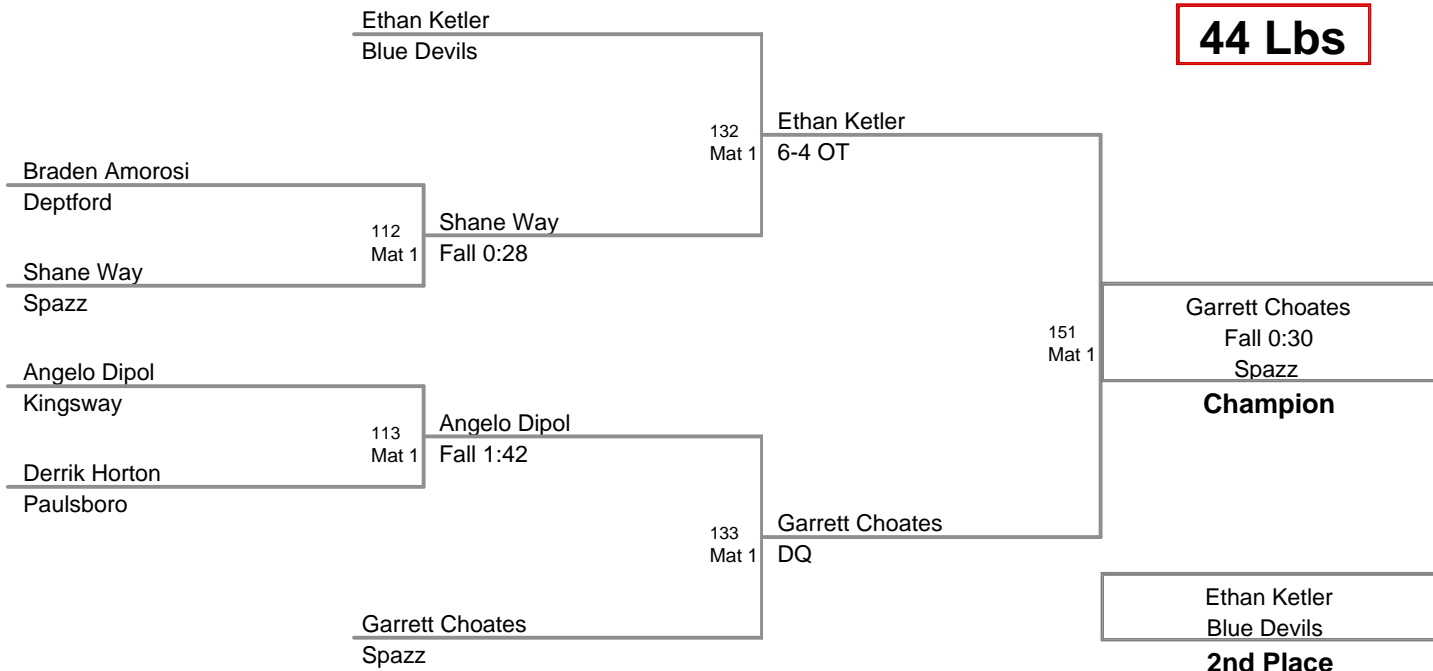 44 Lbs
Ethan Ketler
Blue Devils
132
Mat 1
Ethan Ketler
6-4 OT
Braden Amorosi
Deptford
112
Mat 1
Shane Way
Fall 0:28
Shane Way
Spazz
Angelo Dipol
Kingsway
113
Mat 1
Angelo Dipol
Fall 1:42
Derrik Horton
Paulsboro
133
Mat 1
Garrett Choates
DQ
Garrett Choates
Spazz
151
Mat 1
Garrett Choates
Fall 0:30
Spazz
Champion
Ethan Ketler
Blue Devils
2nd Place